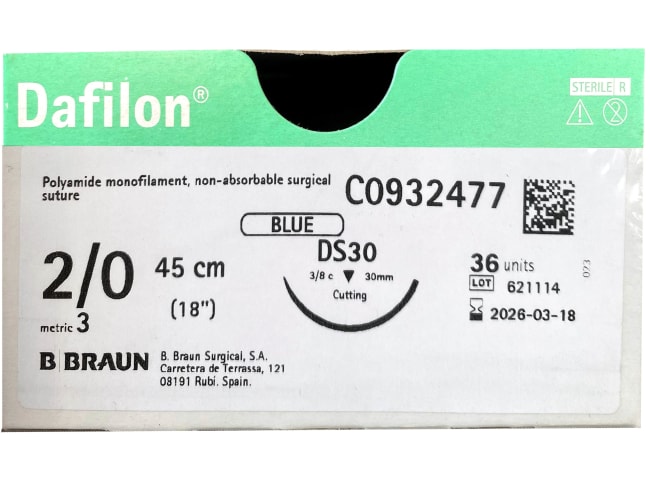 Dafilon®
STERILE R
Polyamide monofilament, non-absorbable surgical
suture
C0932477
BLUE
2/0
45 cm
(18")
metric 3
DS30
3/8 c 30mm
Cutting
36 units
LOT 621114
2026-03-18
023
B BRAUN
B. Braun Surgical, S.A.
Carretera de Terrassa, 121
08191 Rubí. Spain.